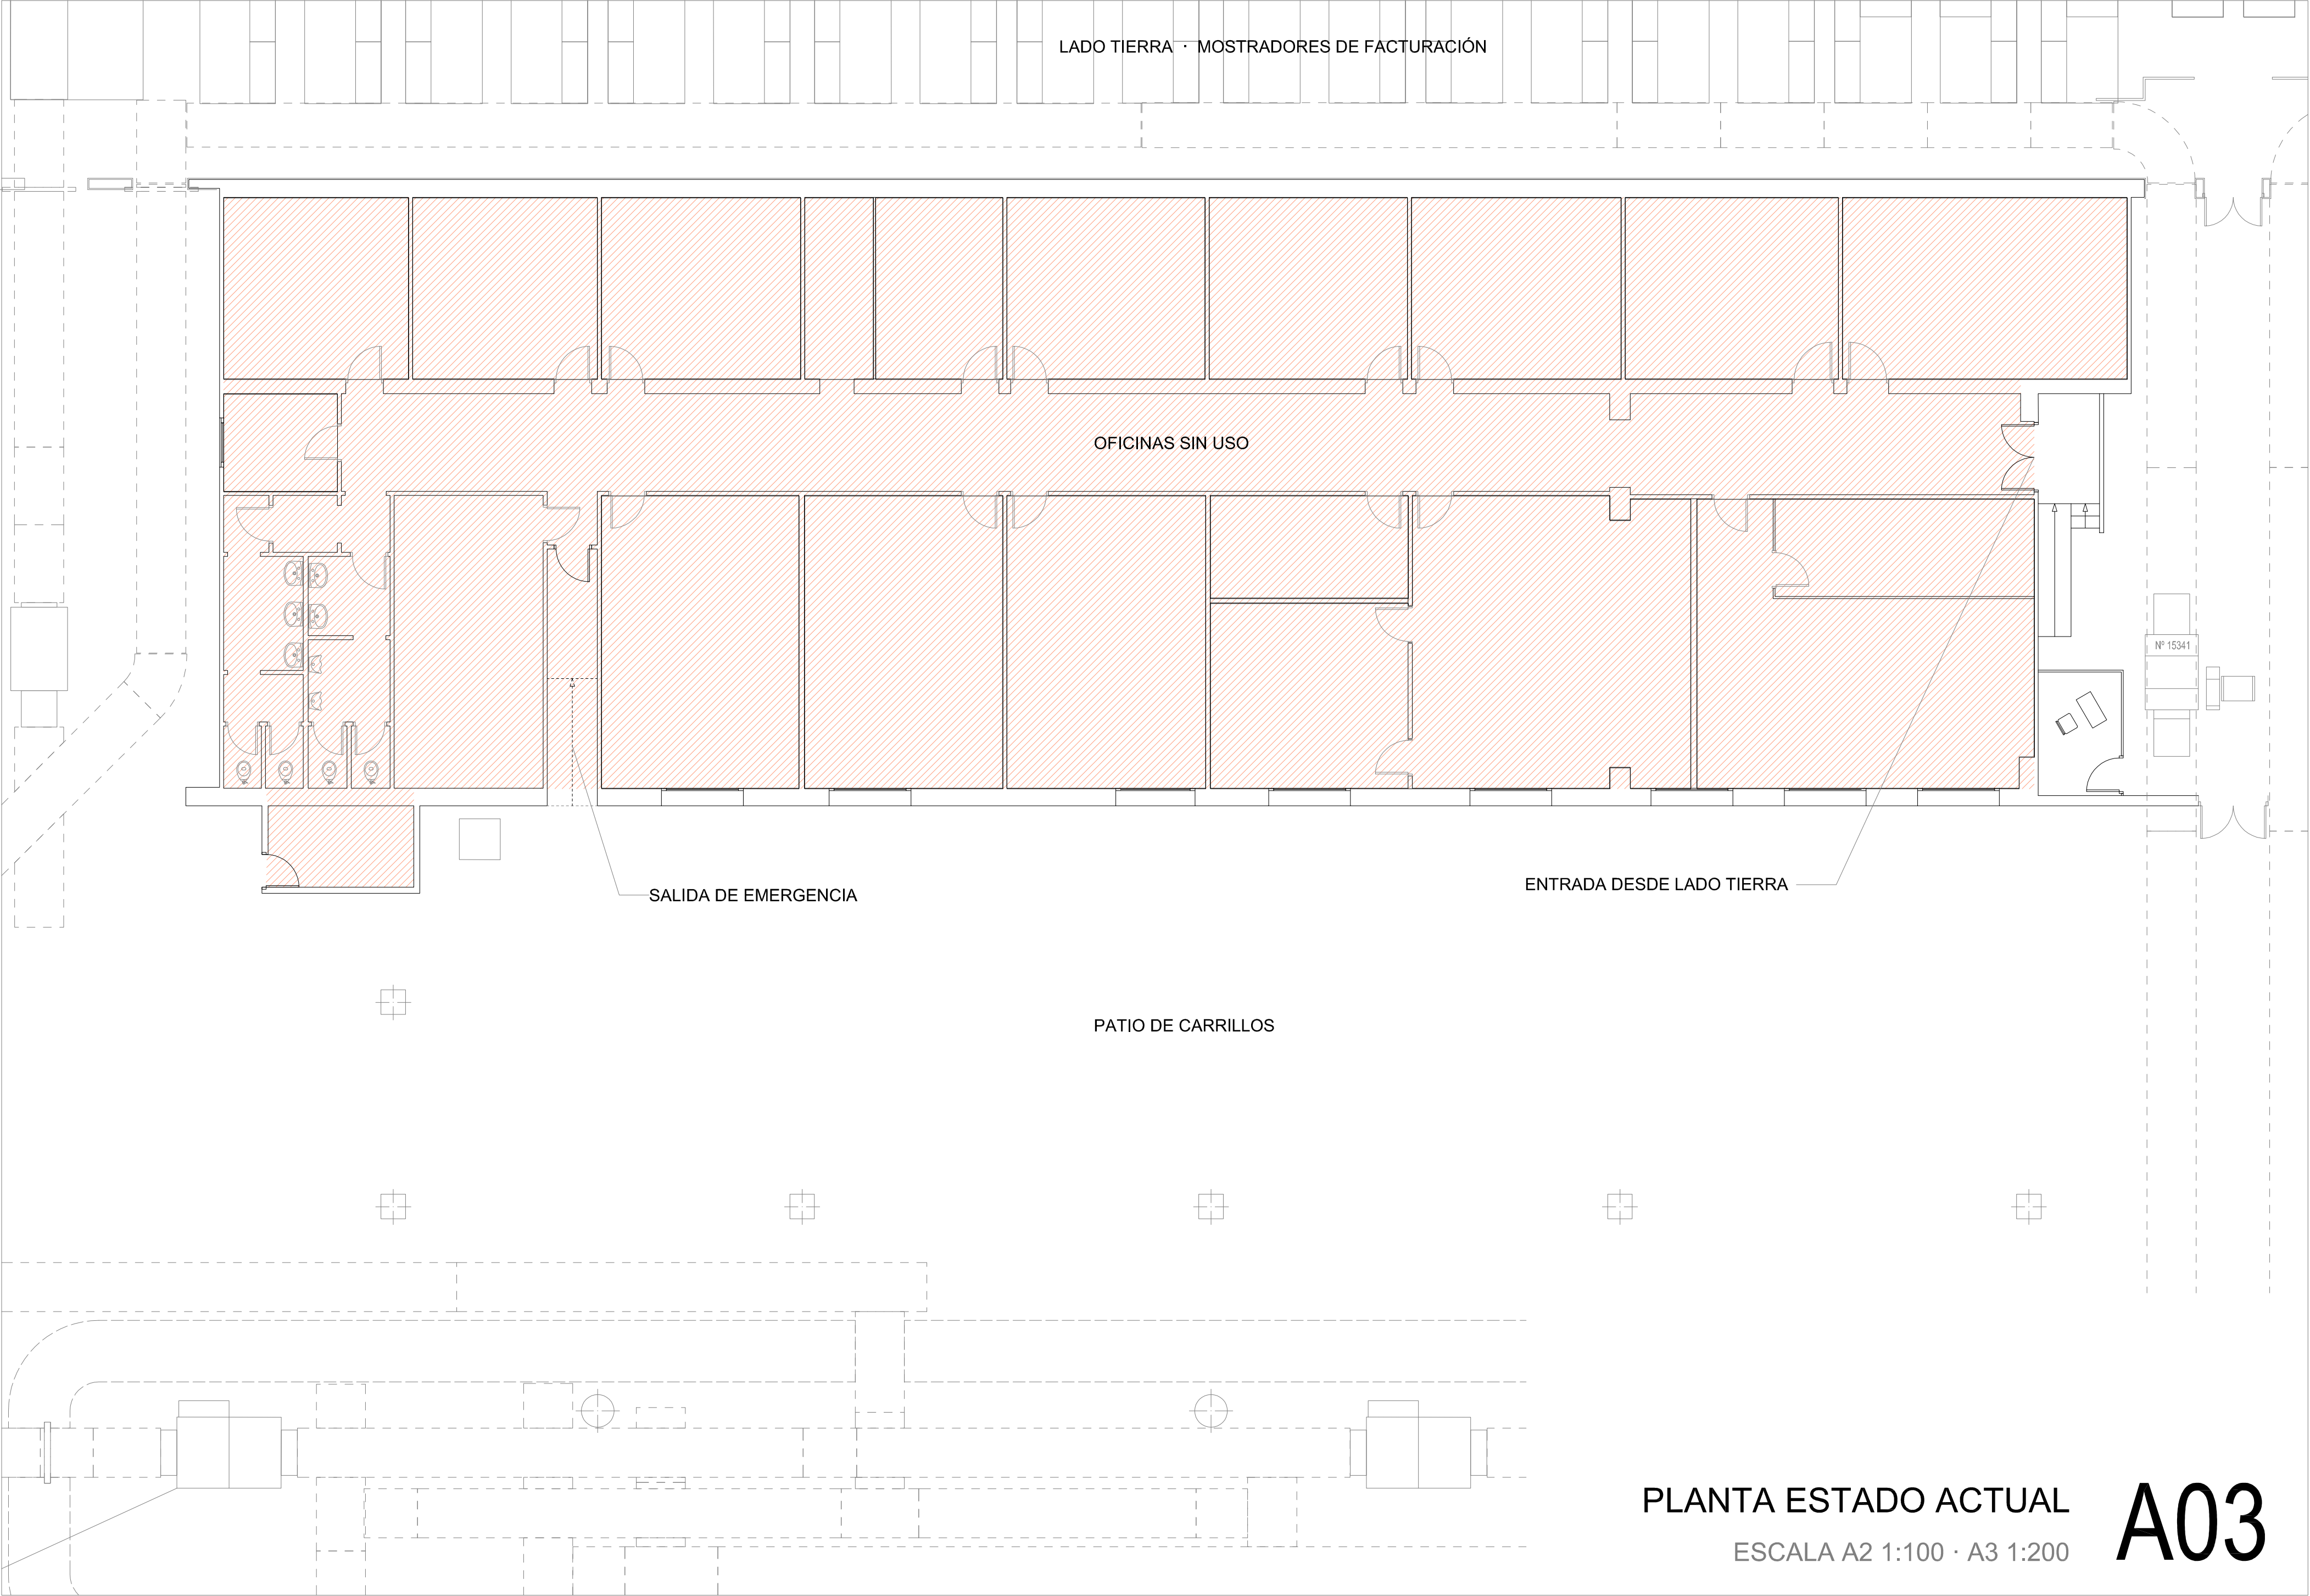 LADO TIERRA · MOSTRADORES DE FACTURACIÓN
OFICINAS SIN USO
Nº 15341
SALIDA DE EMERGENCIA
ENTRADA DESDE LADO TIERRA
PATIO DE CARRILLOS
PLANTA ESTADO ACTUAL
A03
ESCALA A2 1:100 · A3 1:200